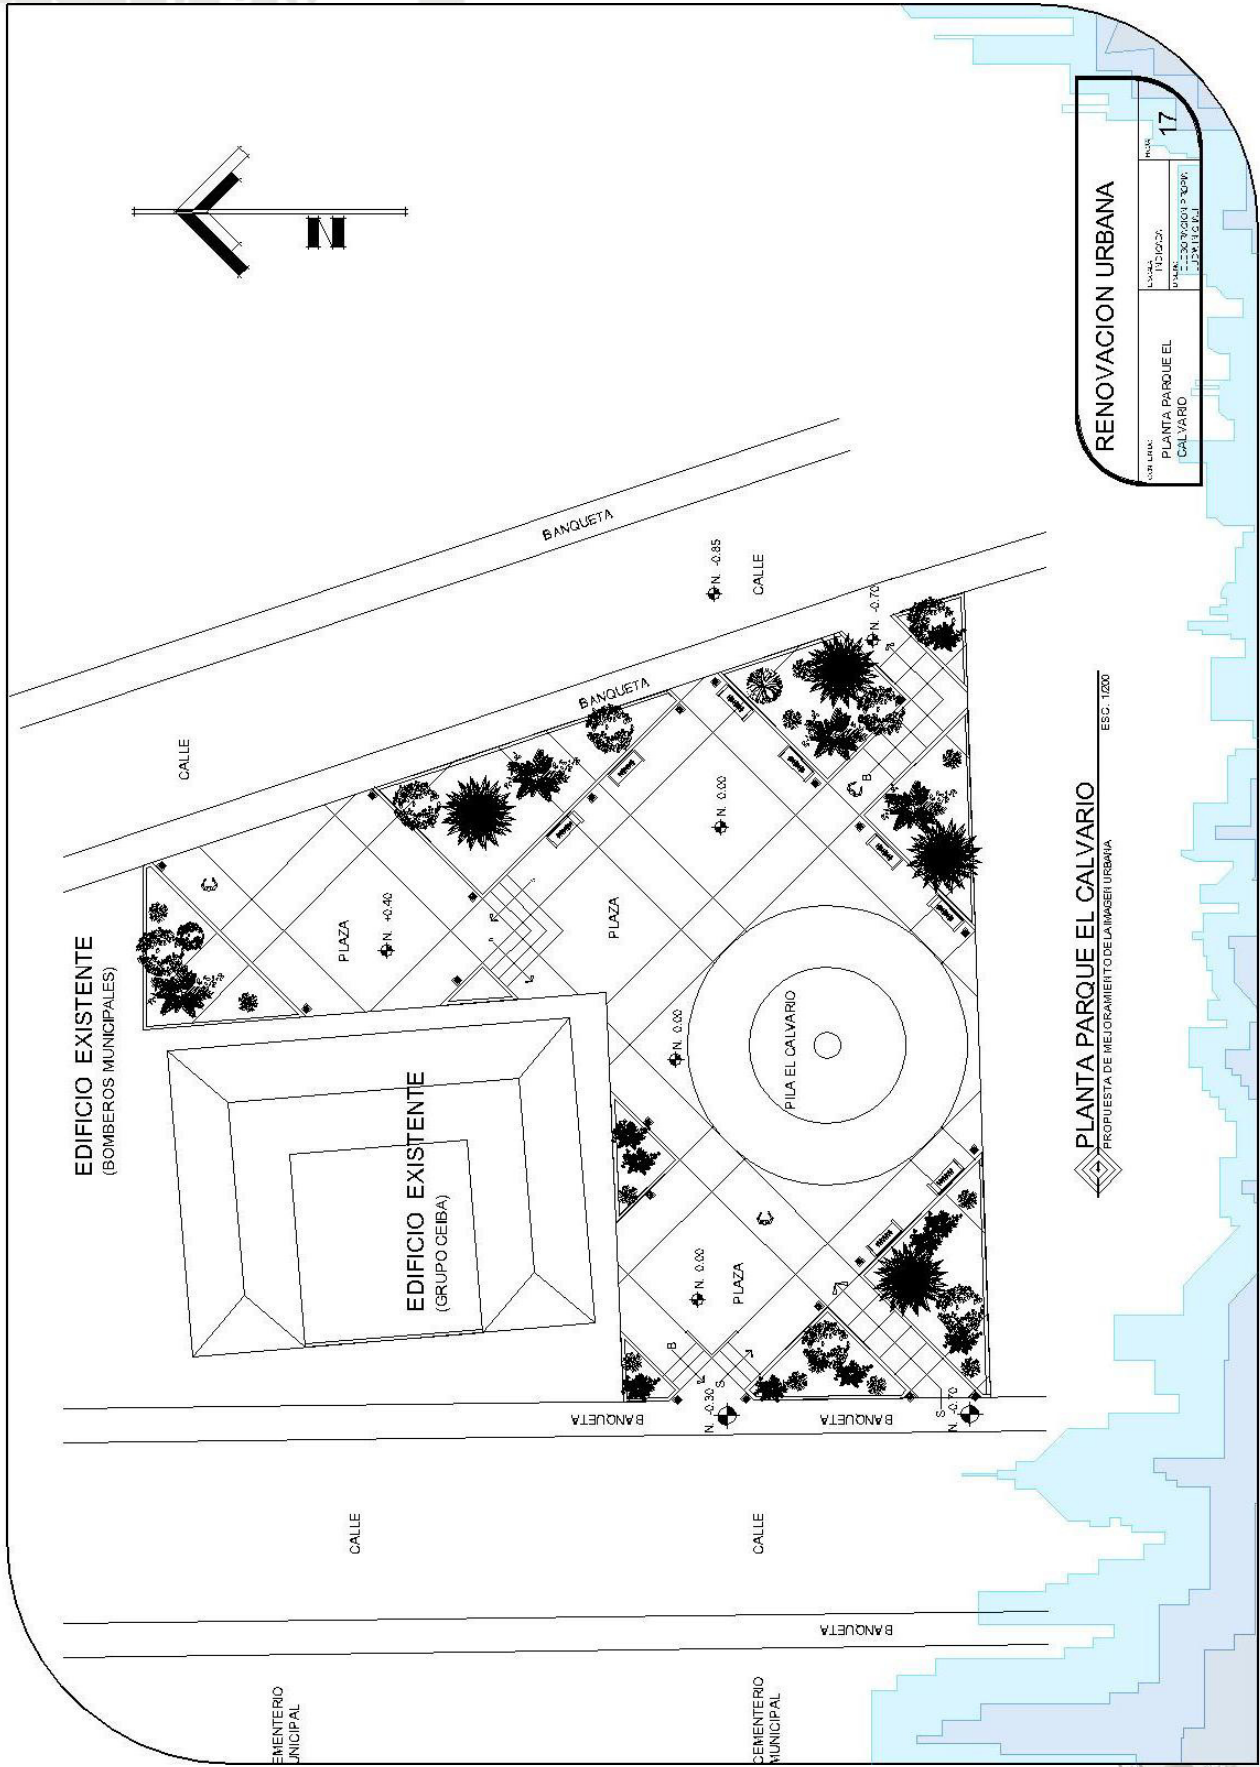 N
EDIFICIO EXISTENTE
(BOMBEROS MUNICIPALES)
CALLE
BANQUETA
N. -0.85
CALLE
BANQUETA
N. -0.70
PLAZA
N. +0.40
PLAZA
N. 0.00
B
EDIFICIO EXISTENTE
(GRUPO CEIBA)
N. 0.00
PILA EL CALVARIO
N. 0.00
PLAZA
B
S
N. -0.30
S
N. -0.70
BANQUETA
BANQUETA
CALLE
CALLE
BANQUETA
EMENTERIO
UNICIPAL
CEMENTERIO
MUNICIPAL
PLANTA PARQUE EL CALVARIO
PROPUESTA DE MEJORAMIENTO DE LA IMAGEN URBANA
ESC. 1/200
RENOVACION URBANA
PLANTA PARQUE EL
CALVARIO
INDICADA
17